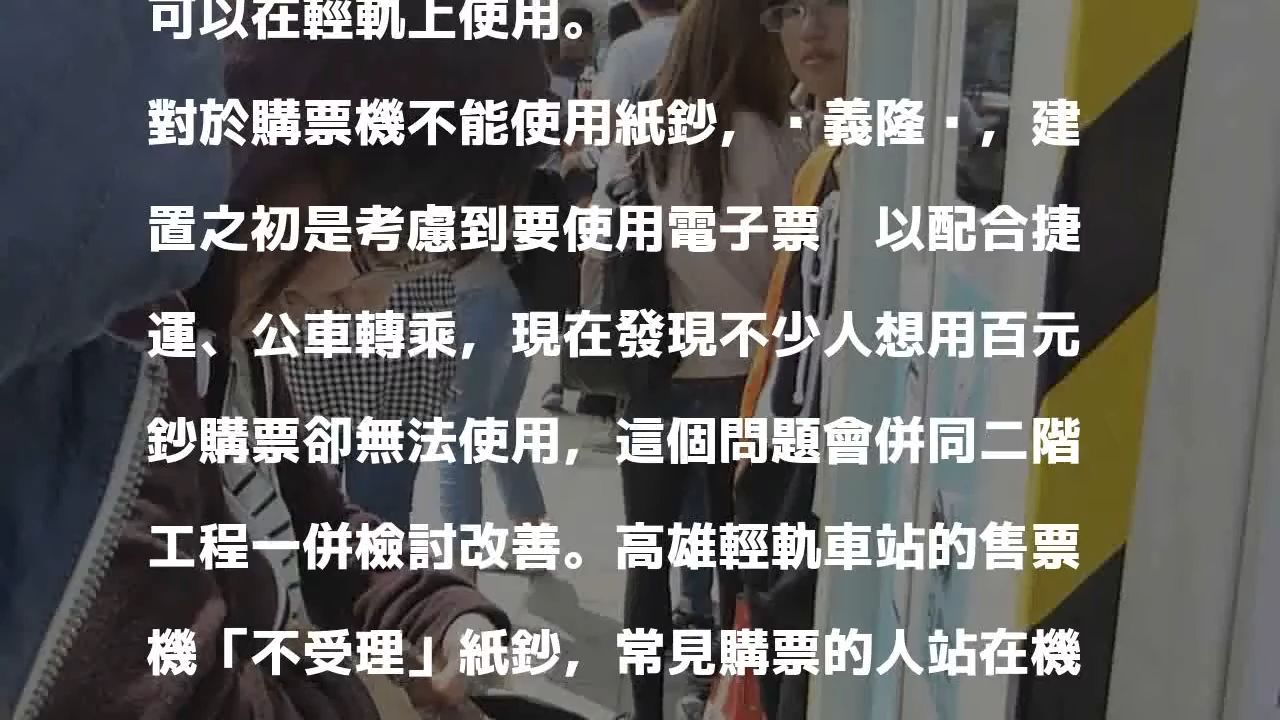 可以在輕軌上使用。
對於購票機不能使用紙鈔，·義隆·，建
置之初是考慮到要使用電子票　以配合捷
運、公車轉乘，現在發現不少人想用百元
鈔購票卻無法使用，這個問題會併同二階
工程一併檢討改善。高雄輕軌車站的售票
機「不受理」紙鈔，常見購票的人站在機